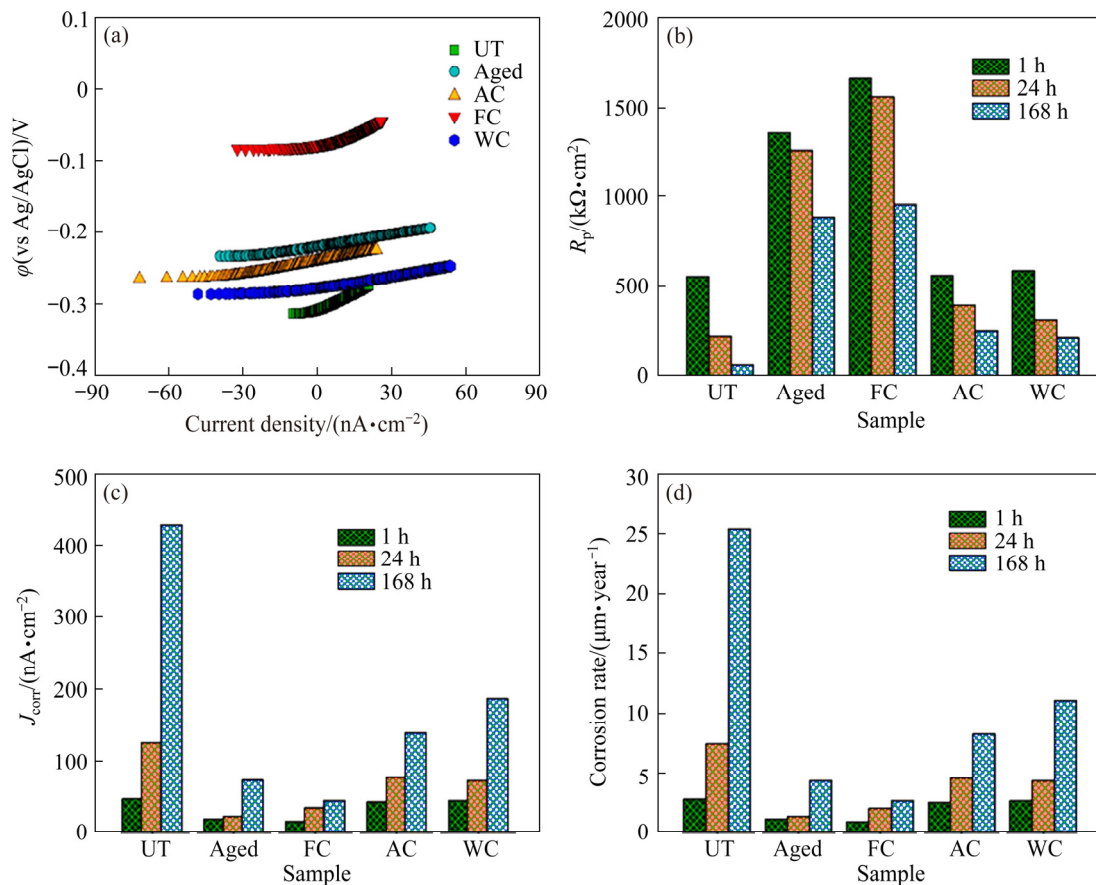 (a)
0.1
0
−0.1
−0.2
−0.3
−0.4
φ(vs Ag/AgCl)/V
UT
Aged
AC
FC
WC
−90 −60 −30 0 30 60 90
Current density/(nA•cm−2)
(b)
2000
1500
1000
500
0
Rp/(kΩ•cm2)
1 h
24 h
168 h
UT Aged FC AC WC
Sample
(c)
500
400
300
200
100
0
Jcorr/(nA•cm−2)
1 h
24 h
168 h
UT Aged FC AC WC
Sample
(d)
30
25
20
15
10
5
0
Corrosion rate/(μm•year−1)
1 h
24 h
168 h
UT Aged FC AC WC
Sample